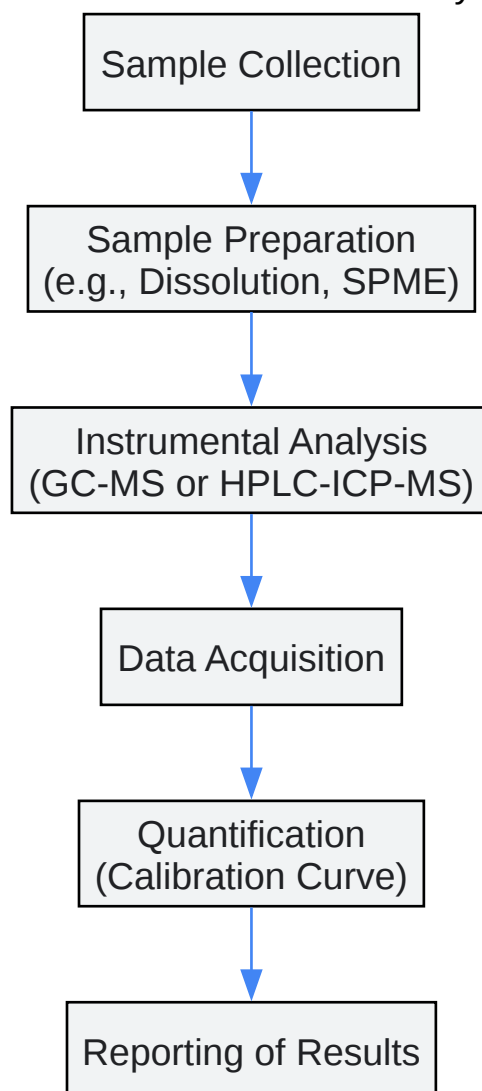 Sample Collection
Sample Preparation
(e.g., Dissolution, SPME)
Instrumental Analysis
(GC-MS or HPLC-ICP-MS)
Data Acquisition
Quantification
(Calibration Curve)
Reporting of Results